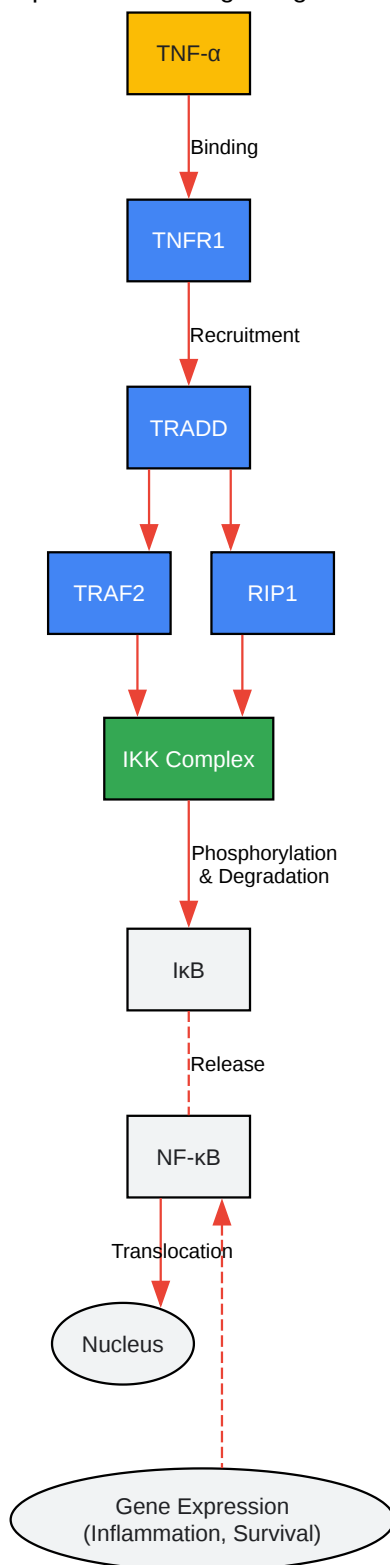 TNF-α
Binding
TNFR1
Recruitment
TRADD
TRAF2
RIP1
IKK Complex
Phosphorylation
& Degradation
IκB
Release
NF-κB
Translocation
Nucleus
Gene Expression
(Inflammation, Survival)